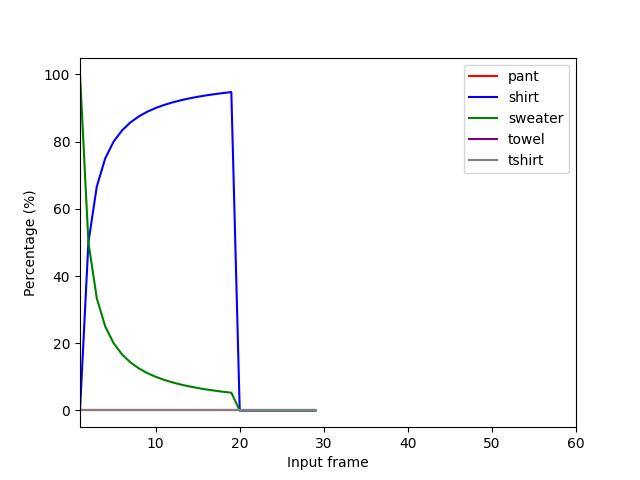 100
80
60
40
20
0
Percentage (%)
pant
shirt
sweater
towel
tshirt
10 20 30 40 50 60
Input frame